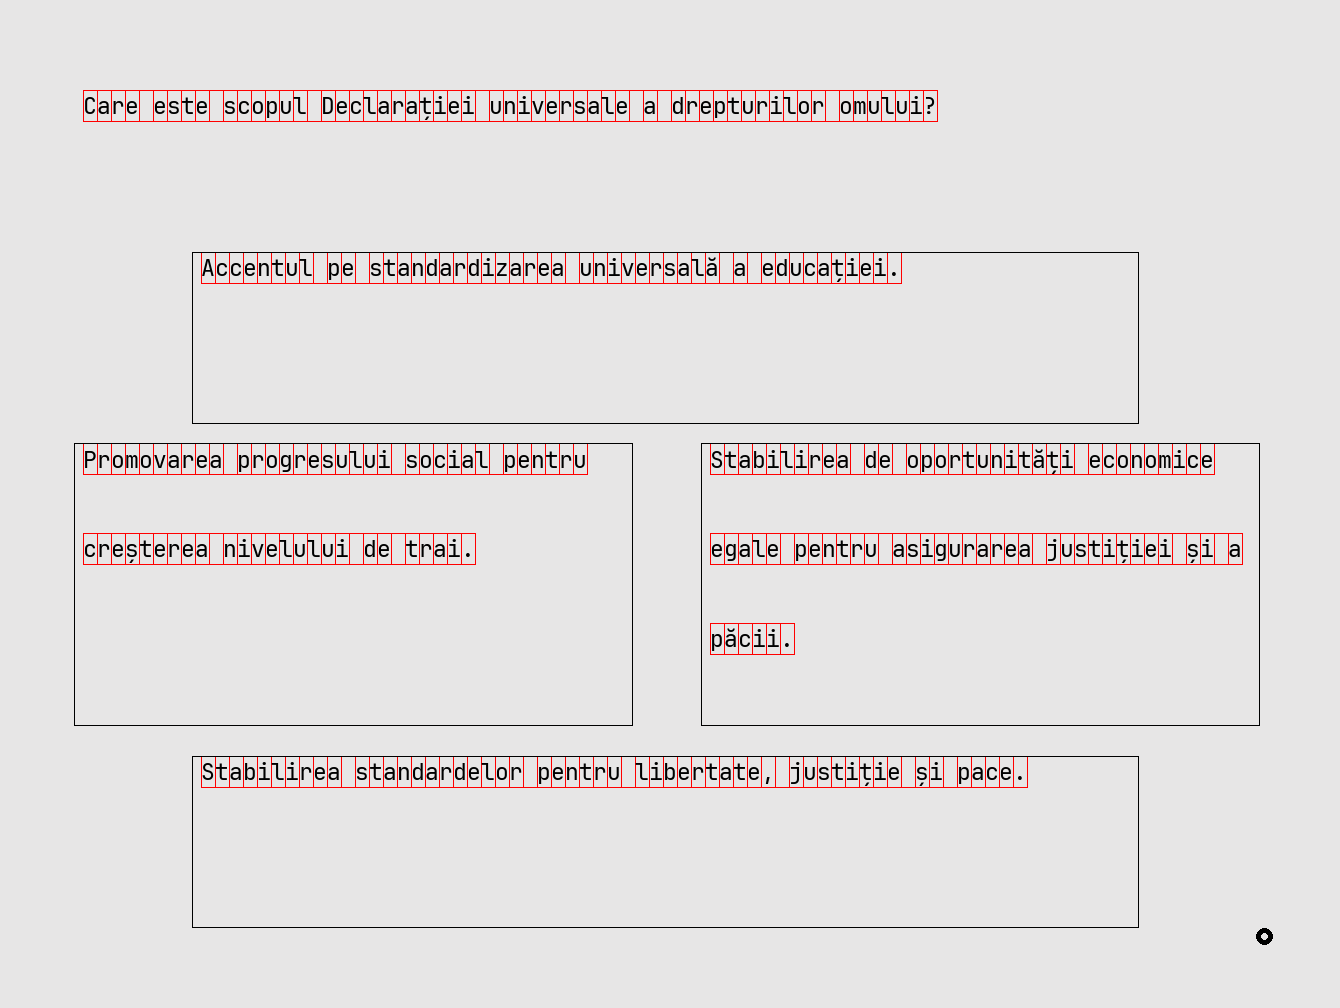 Care este scopul Declarației universale a drepturilor omului?
Accentul pe standardizarea universală a educației.
Promovarea progresului social pentru
creșterea nivelului de trai.
Stabilirea de oportunități economice
egale pentru asigurarea justiției și a
păcii.
Stabilirea standardelor pentru libertate, justiție și pace.